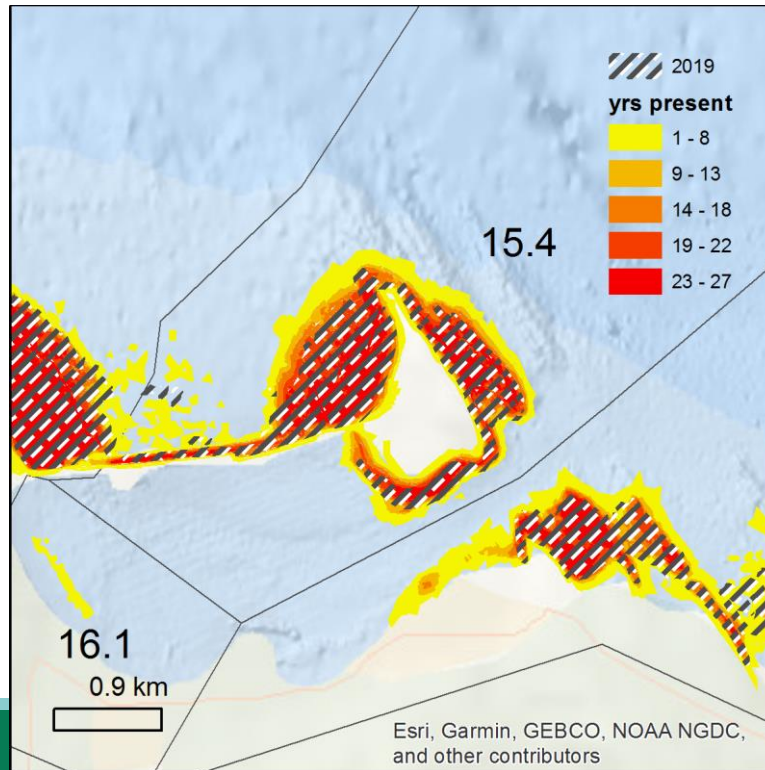 2019
yrs present
1 - 8
9 - 13
14 - 18
19 - 22
23 - 27
15.4
16.1
0.9 km
Esri, Garmin, GEBCO, NOAA NGDC,
and other contributors